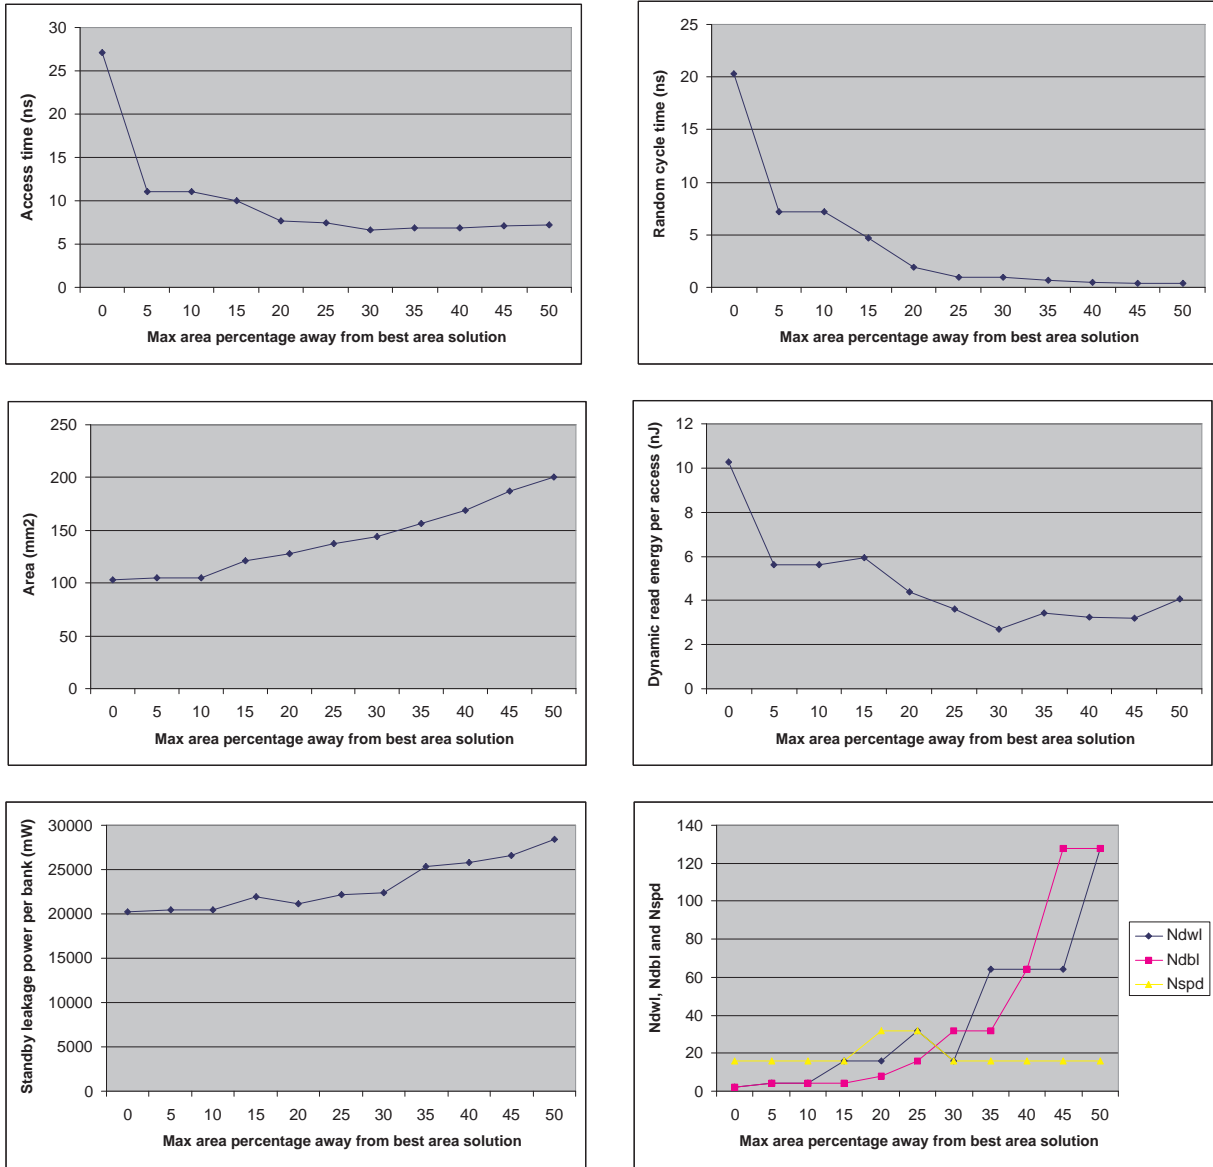 30
25
20
15
10
5
0
Access time (ns)
0 5 10 15 20 25 30 35 40 45 50
Max area percentage away from best area solution
25
20
15
10
5
0
Random cycle time (ns)
0 5 10 15 20 25 30 35 40 45 50
Max area percentage away from best area solution
250
200
150
100
50
0
Area (mm2)
0 5 10 15 20 25 30 35 40 45 50
Max area percentage away from best area solution
12
10
8
6
4
2
0
Dynamic read energy per access (nJ)
0 5 10 15 20 25 30 35 40 45 50
Max area percentage away from best area solution
30000
25000
20000
15000
10000
5000
0
Standby leakage power per bank (mW)
0 5 10 15 20 25 30 35 40 45 50
Max area percentage away from best area solution
140
120
100
80
60
40
20
0
Ndwl, Ndbl and Nspd
0 5 10 15 20 25 30 35 40 45 50
Max area percentage away from best area solution
Ndwl
Ndbl
Nspd